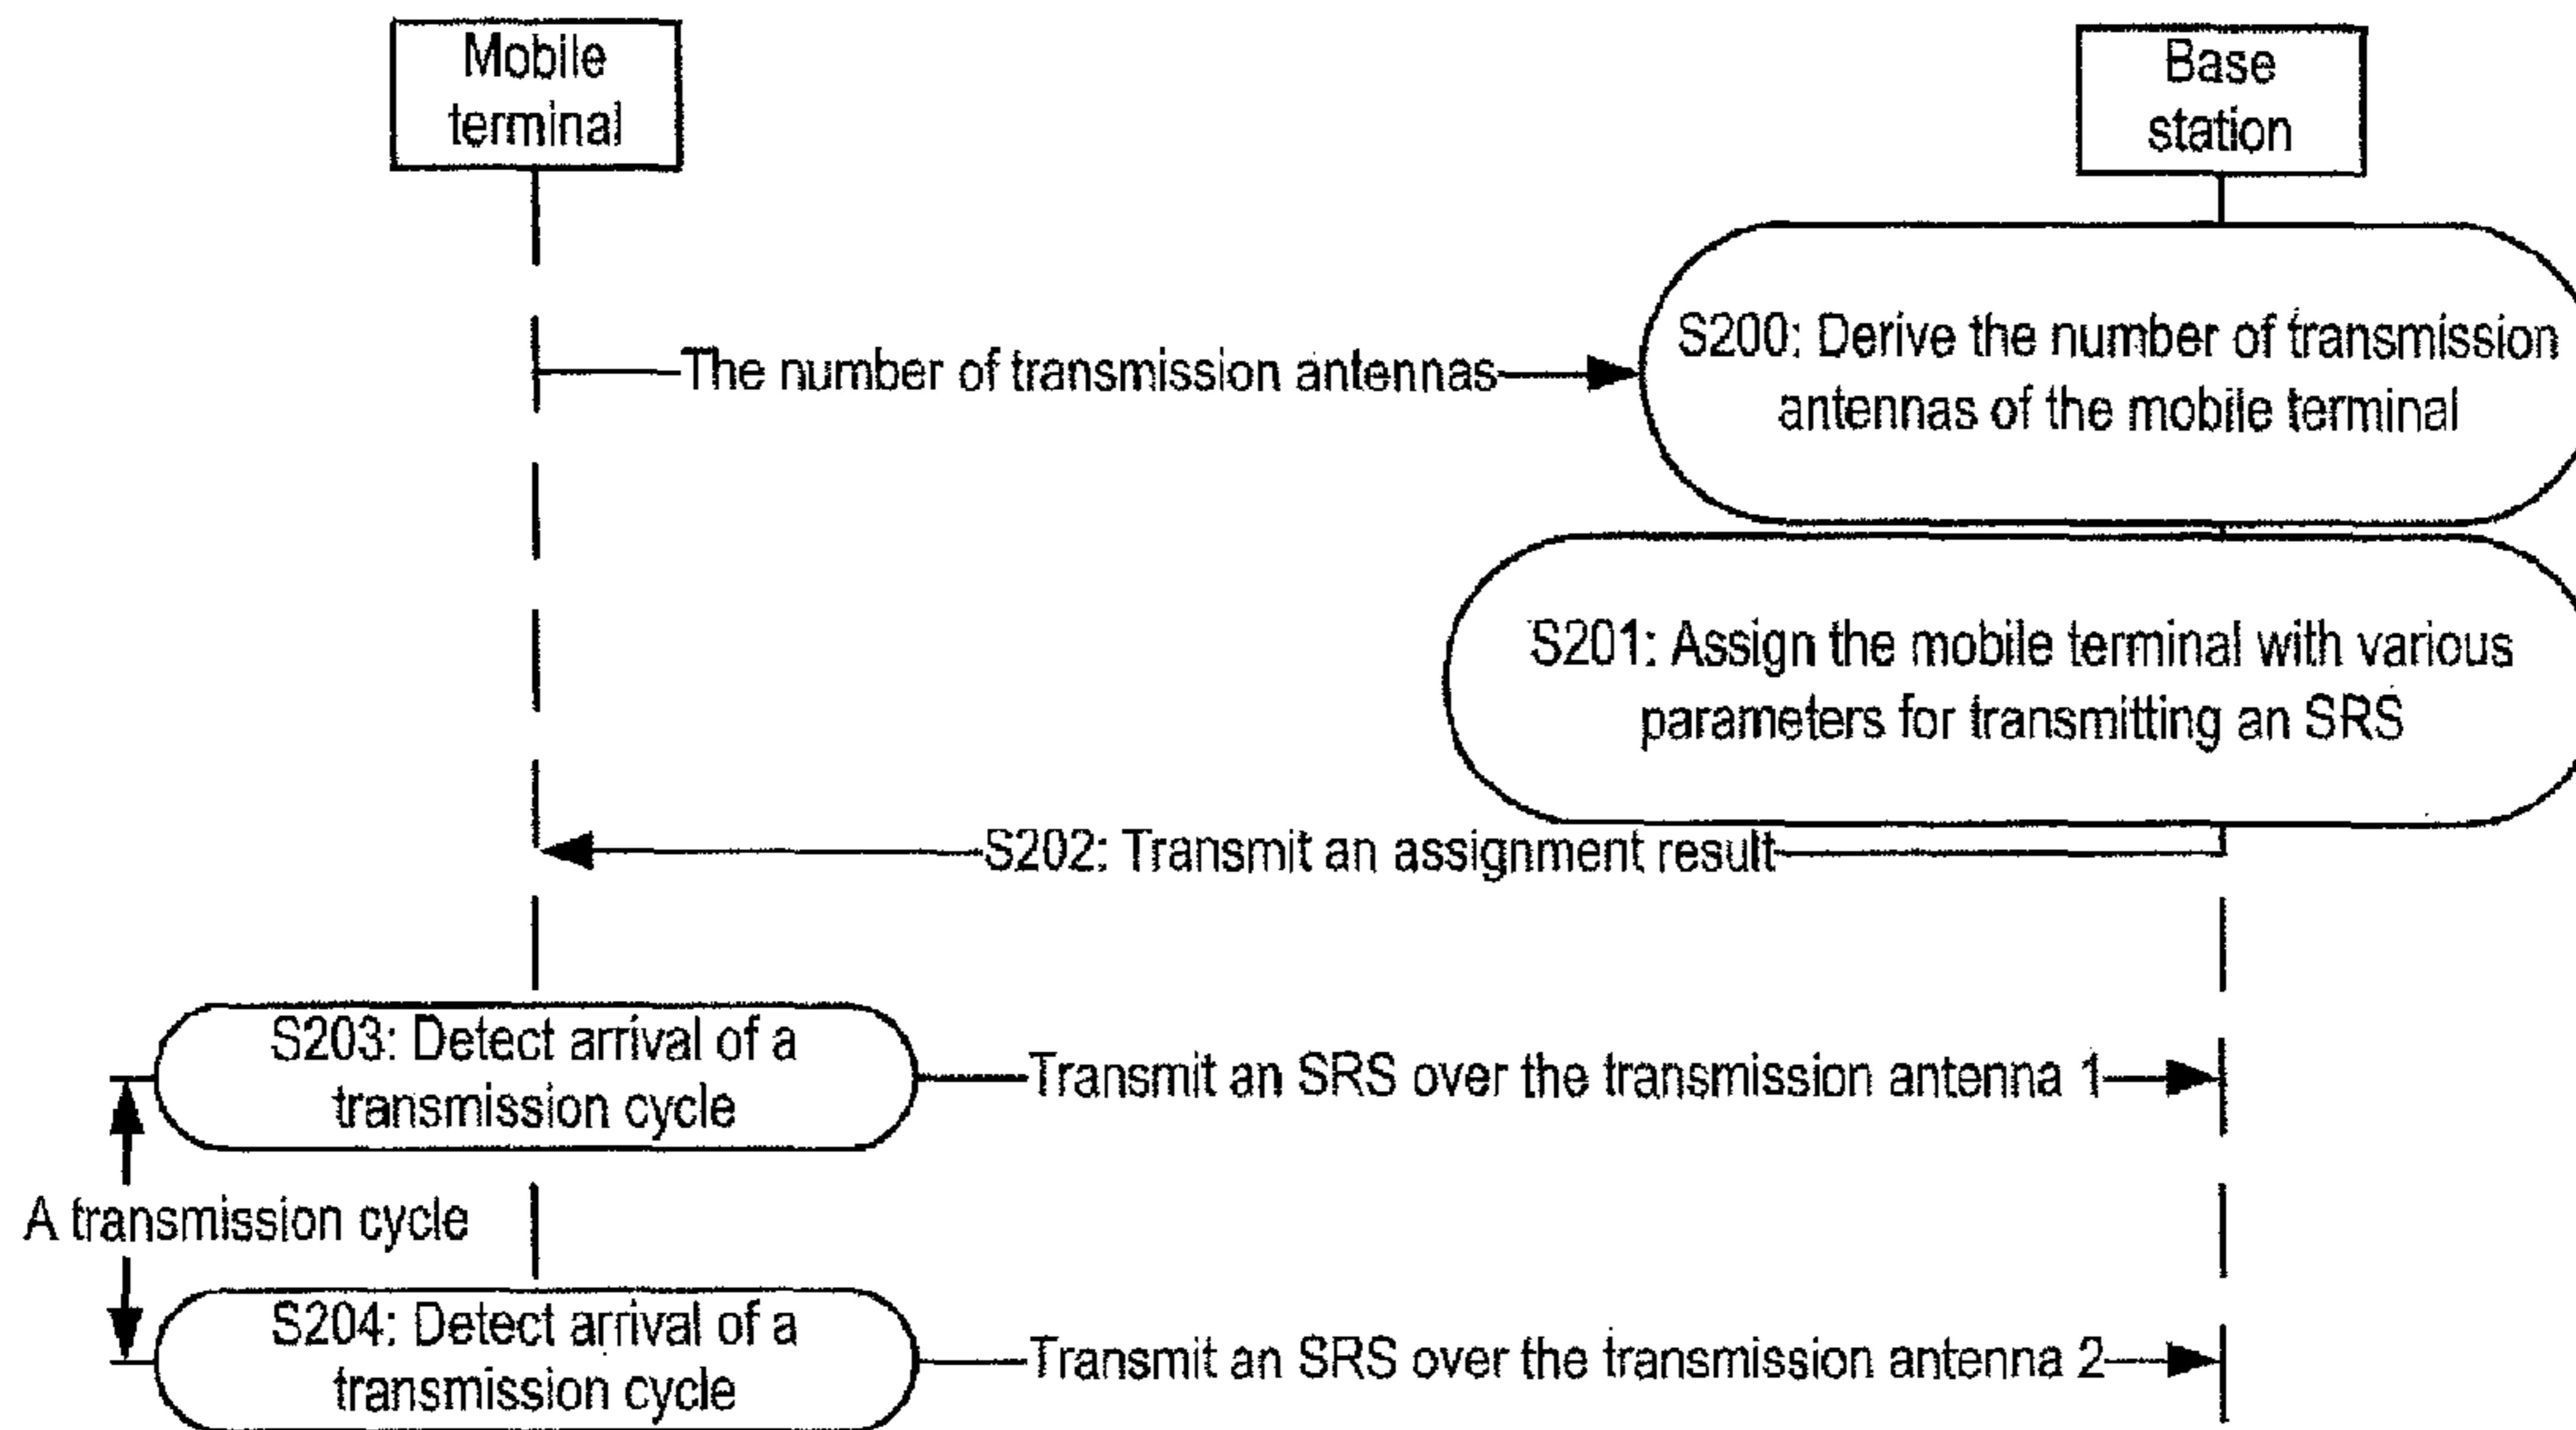 Mobile
terminal
Base
station
The number of transmission antennas
S200: Derive the number of transmission
antennas of the mobile terminal
S201: Assign the mobile terminal with various
parameters for transmitting an SRS
S202: Transmit an assignment result
S203: Detect arrival of a
transmission cycle
Transmit an SRS over the transmission antenna 1
A transmission cycle
S204: Detect arrival of a
transmission cycle
Transmit an SRS over the transmission antenna 2